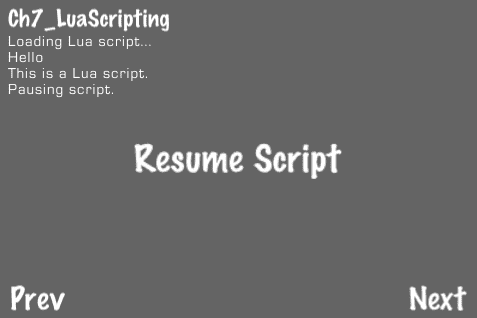 Ch7_LuaScripting
Loading Lua script...
Hello
This is a Lua script.
Pausing script.
Resume Script
Prev
Next